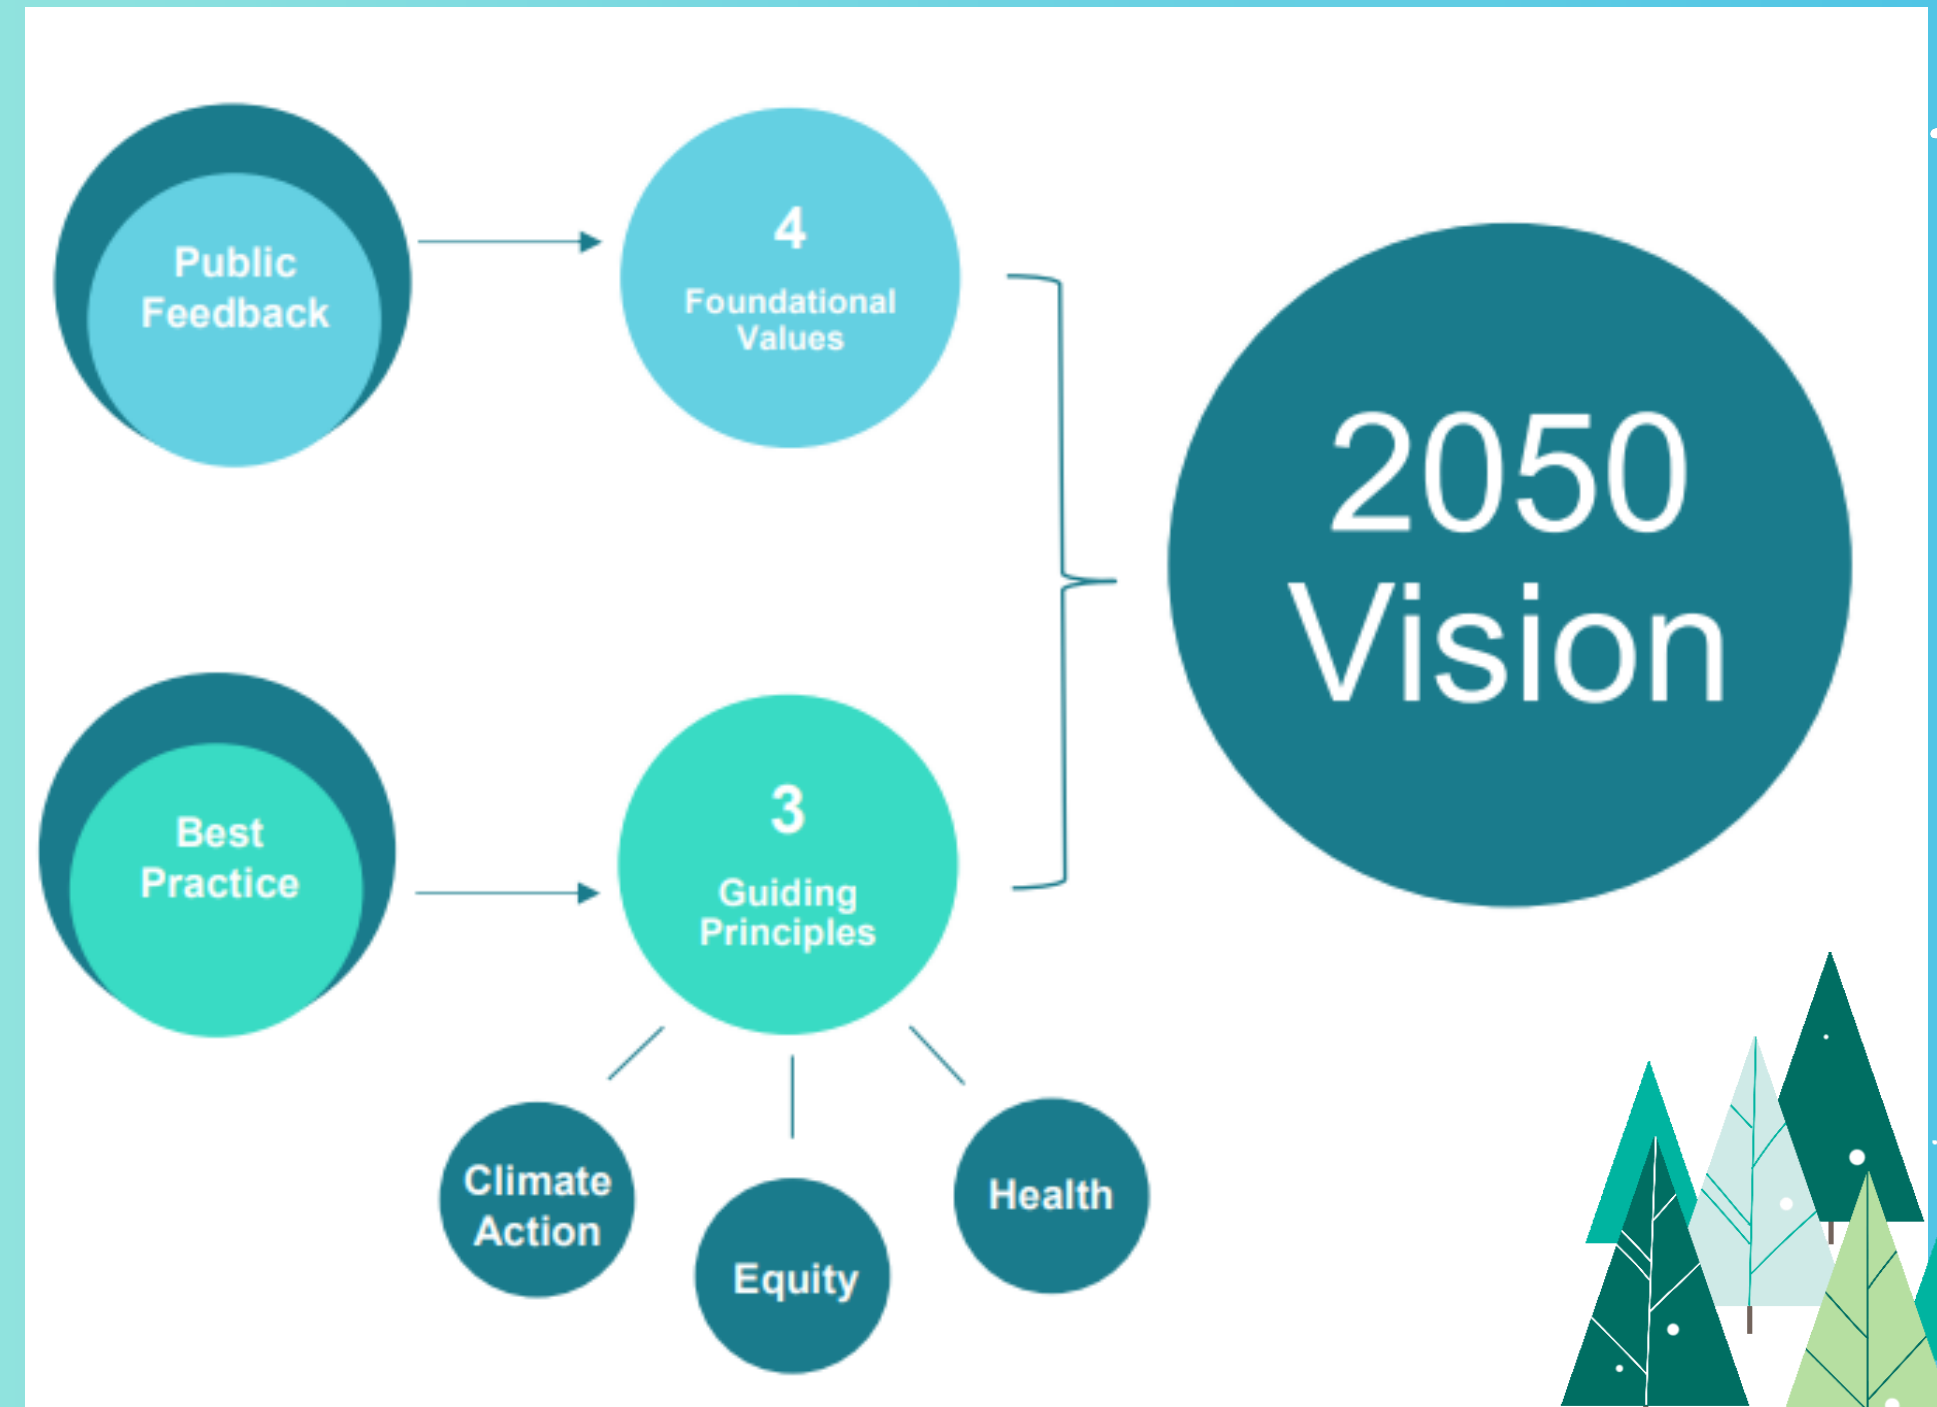 Public
Feedback
4
Foundational
Values
2050
Vision
Best
Practice
3
Guiding
Principles
Climate
Action
Equity
Health